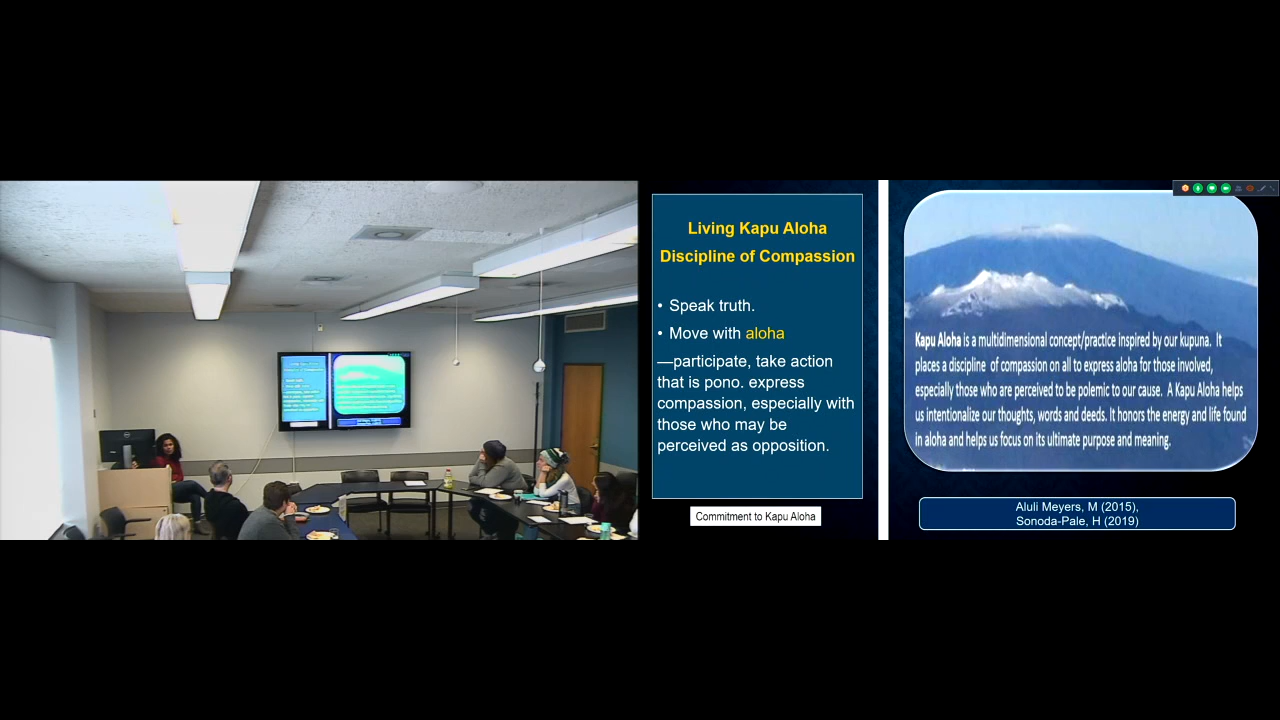 Living Kapu Aloha
Discipline of Compassion
• Speak truth.
• Move with aloha
—participate, take action
that is pono. express
compassion, especially with
those who may be
perceived as opposition.
Commitment to Kapu Aloha
Kapu Aloha is a multidimensional concept/practice inspired by our kupuna. It
places a discipline of compassion on all to express aloha for those involved,
especially those who are perceived to be polemic to our cause. A Kapu Aloha helps
us intentionalize our thoughts, words and deeds. It honors the energy and life found
in aloha and helps us focus on its ultimate purpose and meaning.
Aluli Meyers, M (2015),
Sonoda-Pale, H (2019)